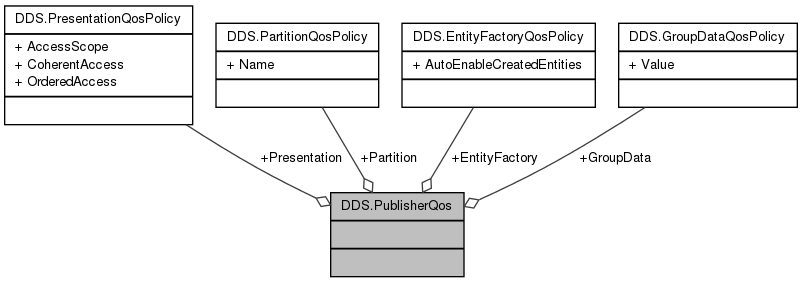 DDS.PresentationQosPolicy
+ AccessScope
+ CoherentAccess
+ OrderedAccess
DDS.PartitionQosPolicy
+ Name
DDS.EntityFactoryQosPolicy
+ AutoEnableCreatedEntities
DDS.GroupDataQosPolicy
+ Value
+Presentation
+Partition
+EntityFactory
+GroupData
DDS.PublisherQos